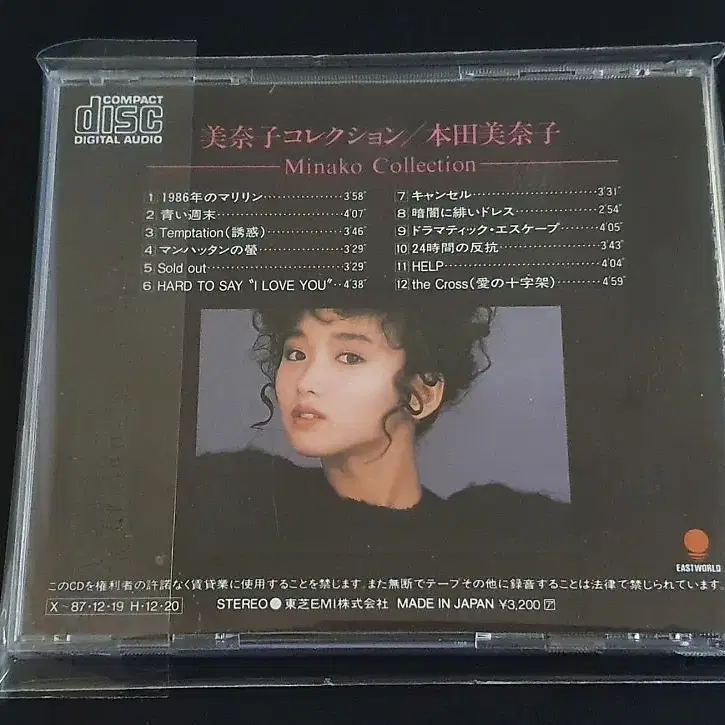 COMPACT
disc
DIGITAL AUDIO
美奈子コレクション/本田美奈子
Minako Collection
1 1986年のマリリン………………3′58″
2 青い週末……………………4′07″
3 Temptation(誘惑)……………3′46″
4 マンハッタンの螢……………3′29″
5 Sold out………………………3′29″
6 HARD TO SAY “I LOVE YOU”‥4′38″
7 キャンセル……………………3′31″
8 暗闇に緋いドレス……………2′54″
9 ドラマティック・エスケープ……4′05″
10 24時間の反抗…………………3′43″
11 HELP……………………………4′04″
12 the Cross(愛の十字架)………4′59″
EASTWORLD
このCDを権利者の許諾なく賃貸業に使用することを禁じます。また無断でテープその他に録音することは法律で禁じられています。
X~87・12・19 H・12・20
STEREO 東芝EMI株式会社 MADE IN JAPAN ¥3,200 ア